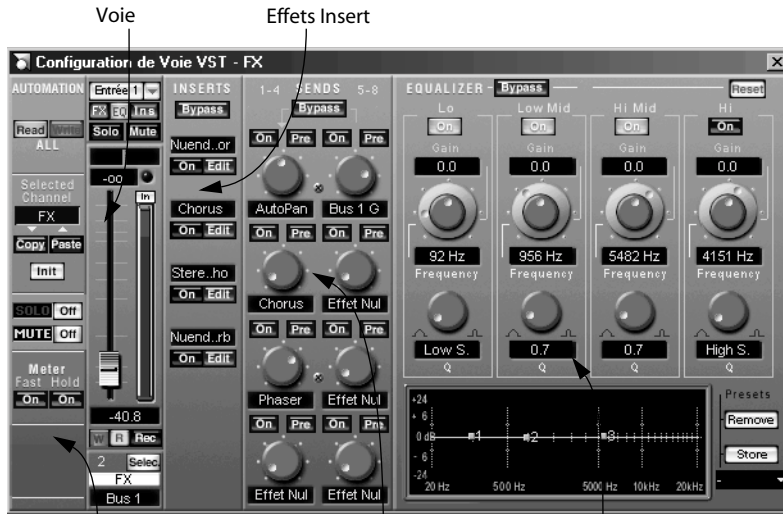 Voie
Effets Insert
Configuration de Voie VST - FX
AUTOMATION
Read Write
ALL
Selected
Channel
FX
Copy Paste
Init
SOLO Off
MUTE Off
Meter
Fast Hold
On On
Entrée 1
FX EQ Ins
Solo Mute
-oo
In
-40.8
W R Rec
2 Selec.
FX
Bus 1
INSERTS
Bypass
Nuend..or
On Edit
Chorus
On Edit
Stere..ho
On Edit
Nuend..rb
On Edit
1-4 SENDS 5-8
Bypass
On Pre On Pre
AutoPan Bus 1 G
On Pre On Pre
Chorus Effet Nul
On Pre On Pre
Phaser Effet Nul
On Pre On Pre
Effet Nul Effet Nul
EQUALIZER - Bypass Reset
Lo Low Mid Hi Mid Hi
On On On On
Gain Gain Gain Gain
0.0 0.0 0.0 0.0
92 Hz 956 Hz 5482 Hz 4151 Hz
Frequency Frequency Frequency Frequency
Low S. 0.7 0.7 High S.
Q Q Q Q
+24
+ 6
0 dB
- 6
-24
1 2 3
20 Hz 500 Hz 5000 Hz 10kHz 20kHz
Presets
Remove
Store
-